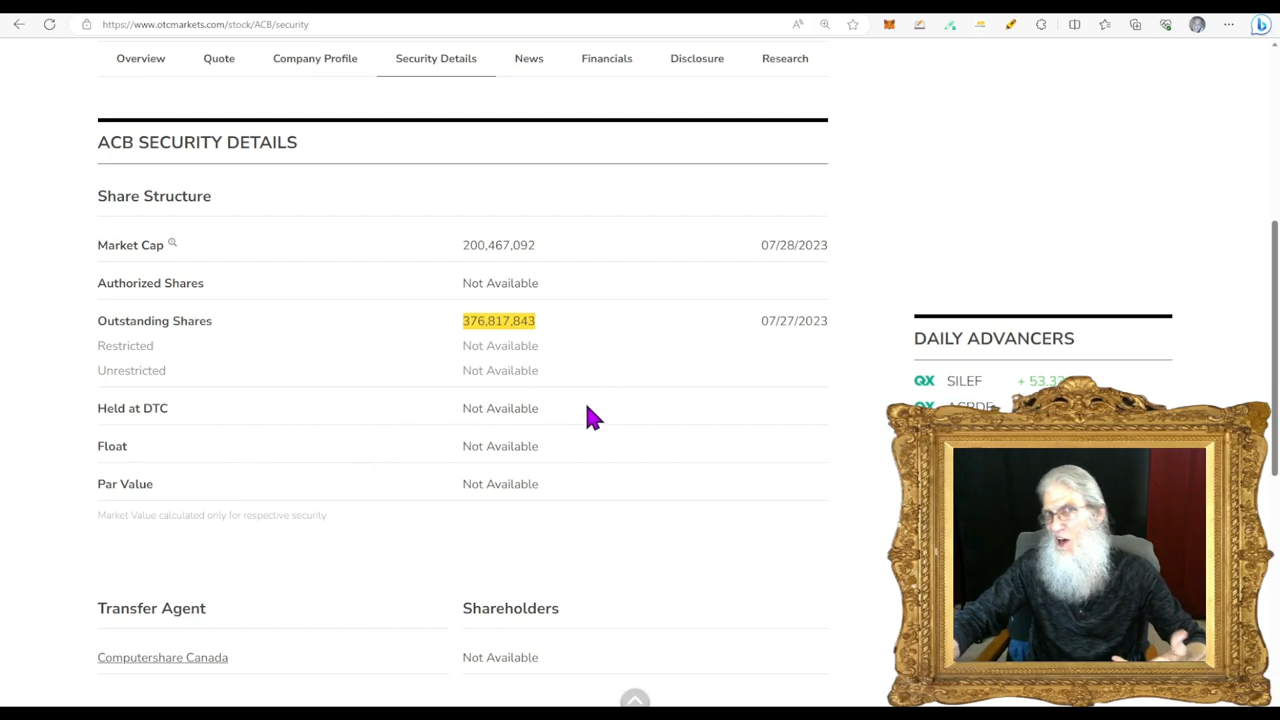 https://www.otcmarkets.com/stock/ACB/security
Overview Quote Company Profile Security Details News Financials Disclosure Research
ACB SECURITY DETAILS
Share Structure
Market Cap 200,467,092 07/28/2023
Authorized Shares Not Available
Outstanding Shares 376,817,843 07/27/2023
Restricted Not Available
Unrestricted Not Available
Held at DTC Not Available
Float Not Available
Par Value Not Available
Market Value calculated only for respective security
Transfer Agent Shareholders
Computershare Canada Not Available
DAILY ADVANCERS
QX SILEF + 53.33
QX